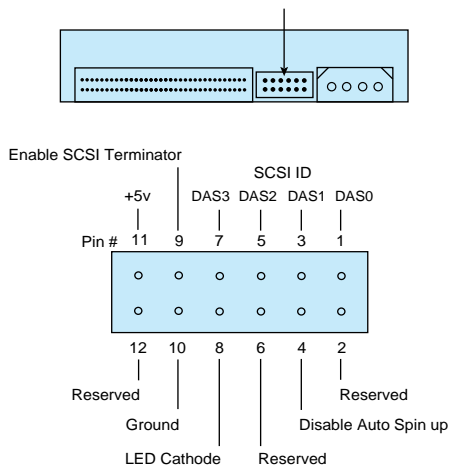 Enable SCSI Terminator
SCSI ID
+5v DAS3 DAS2 DAS1 DAS0
Pin # 11 9 7 5 3 1
12 10 8 6 4 2
Reserved Reserved
Ground Disable Auto Spin up
LED Cathode Reserved